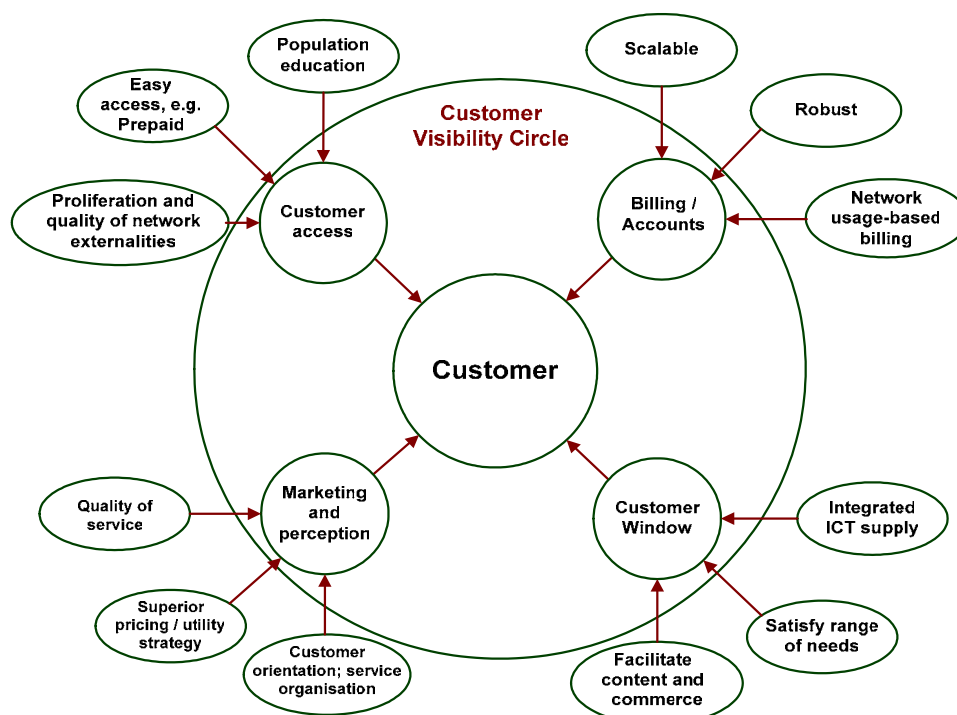 Population
education
Scalable
Easy
access, e.g.
Prepaid
Customer
Visibility Circle
Robust
Proliferation and
quality of network
externalities
Customer
access
Billing /
Accounts
Network
usage-based
billing
Customer
Quality of
service
Marketing
and
perception
Customer
Window
Integrated
ICT supply
Superior
pricing / utility
strategy
Customer
orientation; service
organisation
Facilitate
content and
commerce
Satisfy range
of needs